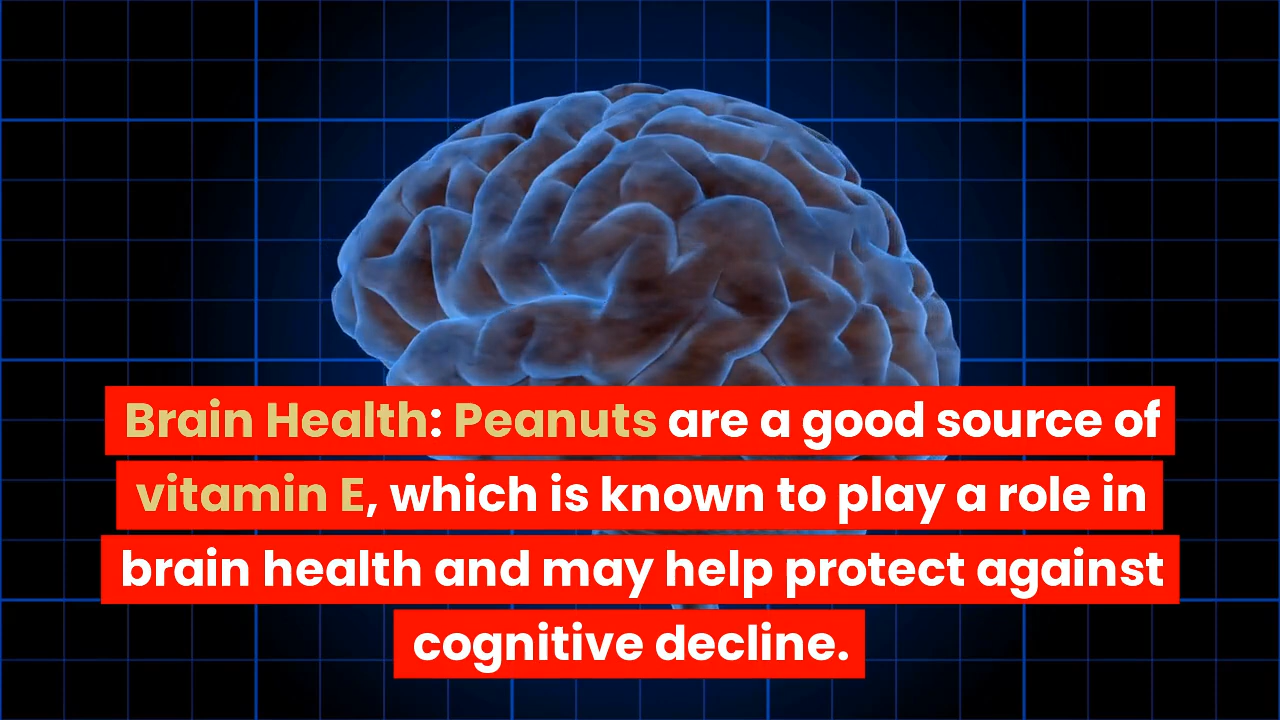 Brain Health: Peanuts are a good source of
vitamin E, which is known to play a role in
brain health and may help protect against
cognitive decline.